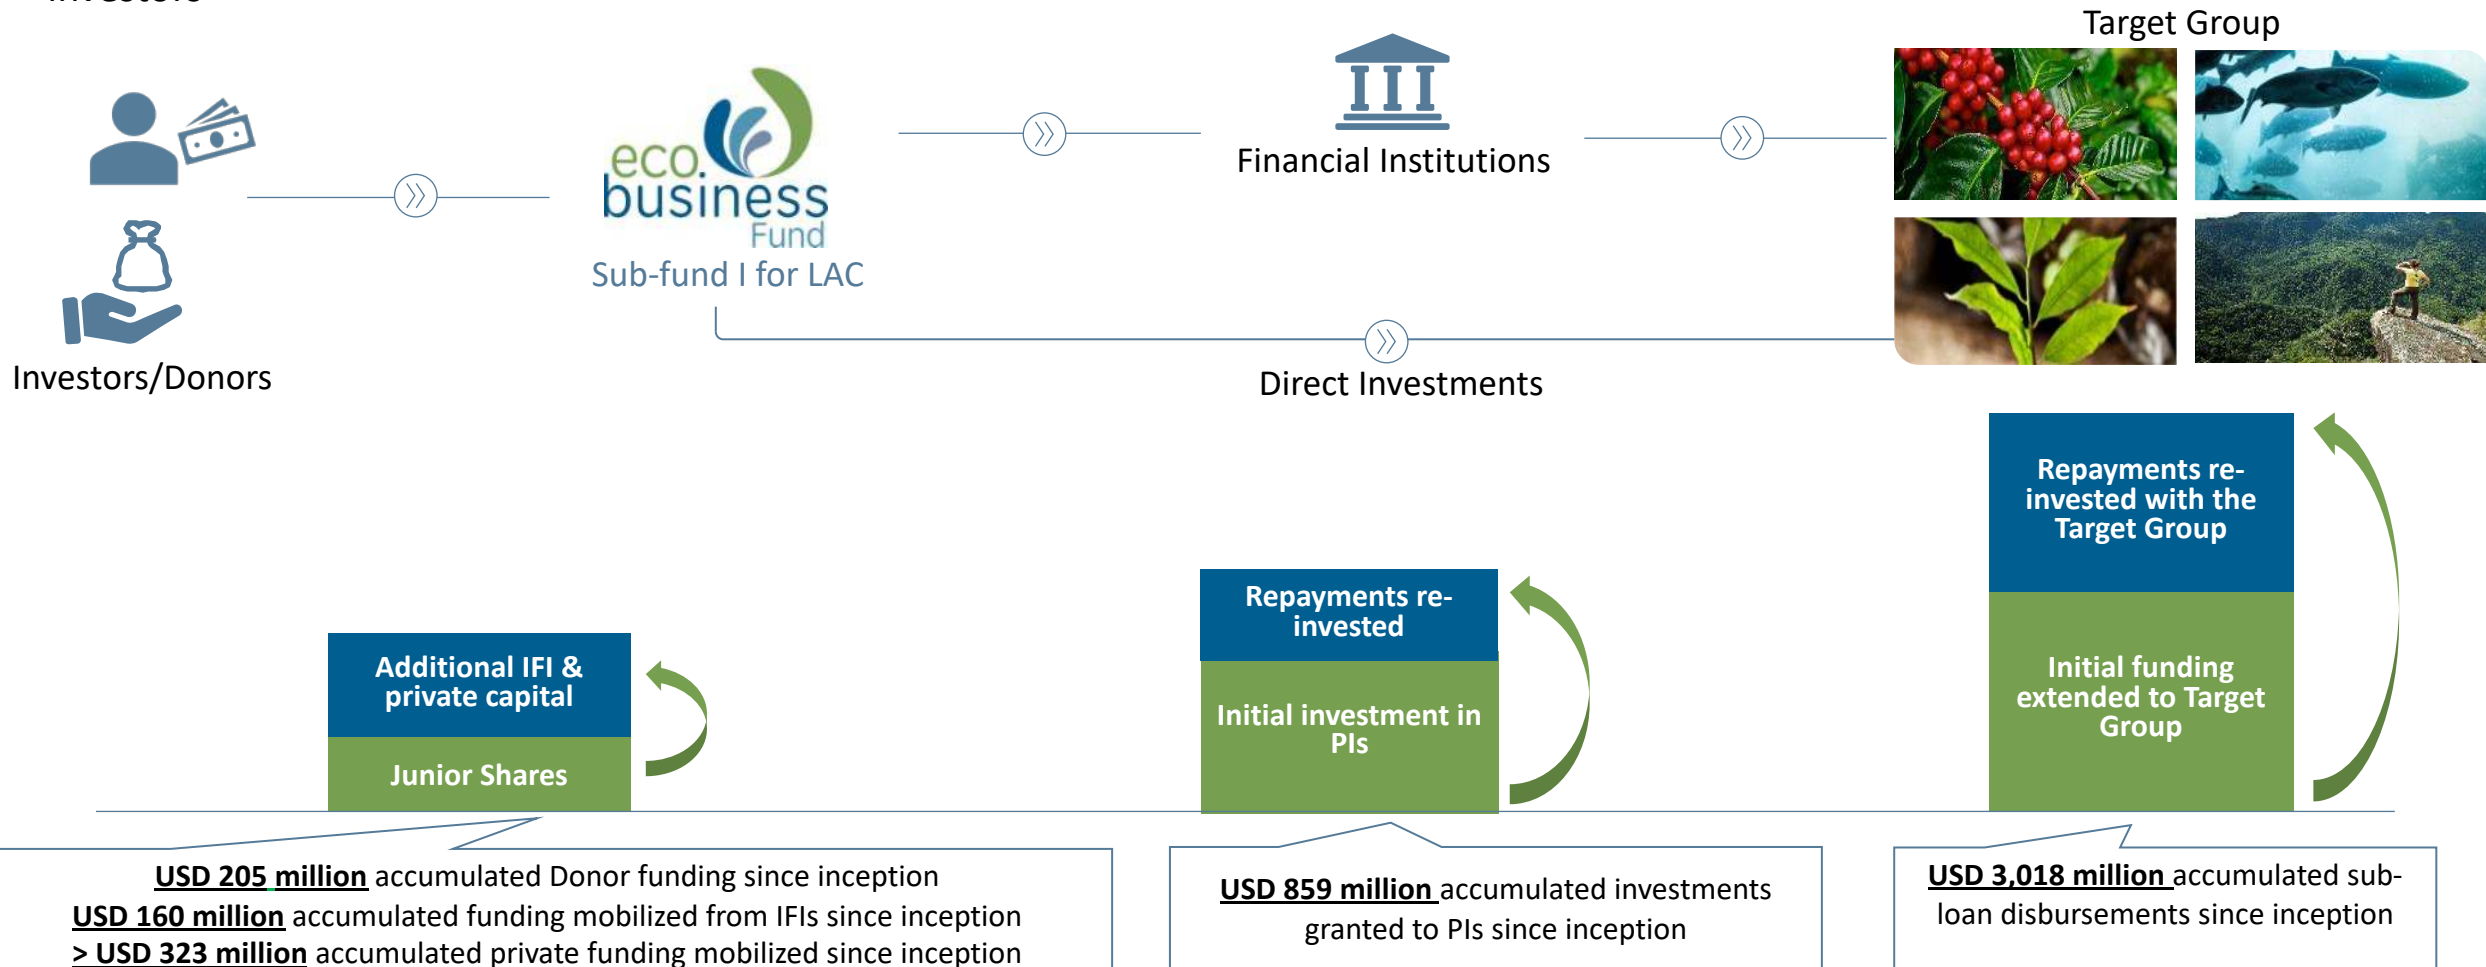 Investors
Target Group
eco.
business
Fund
Sub-fund I for LAC
Financial Institutions
Investors/Donors
Direct Investments
Additional IFI &
private capital
Junior Shares
Repayments re-
invested
Initial investment in
PIs
Repayments re-
invested with the
Target Group
Initial funding
extended to Target
Group
USD 205 million accumulated Donor funding since inception
USD 160 million accumulated funding mobilized from IFIs since inception
> USD 323 million accumulated private funding mobilized since inception
USD 859 million accumulated investments
granted to PIs since inception
USD 3,018 million accumulated sub-
loan disbursements since inception